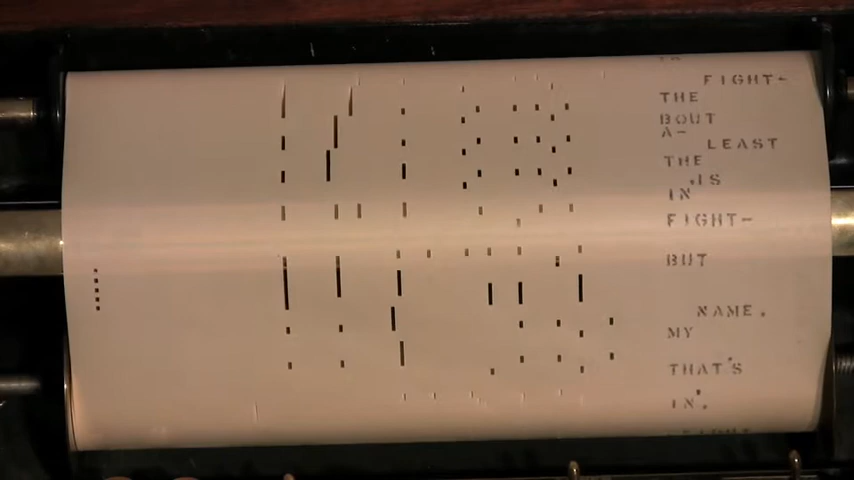 FIGHT-
THE
BOUT
A-
LEAST
THE
IS
IN
FIGHT-
BUT
NAME.
MY
THAT'S
IN.